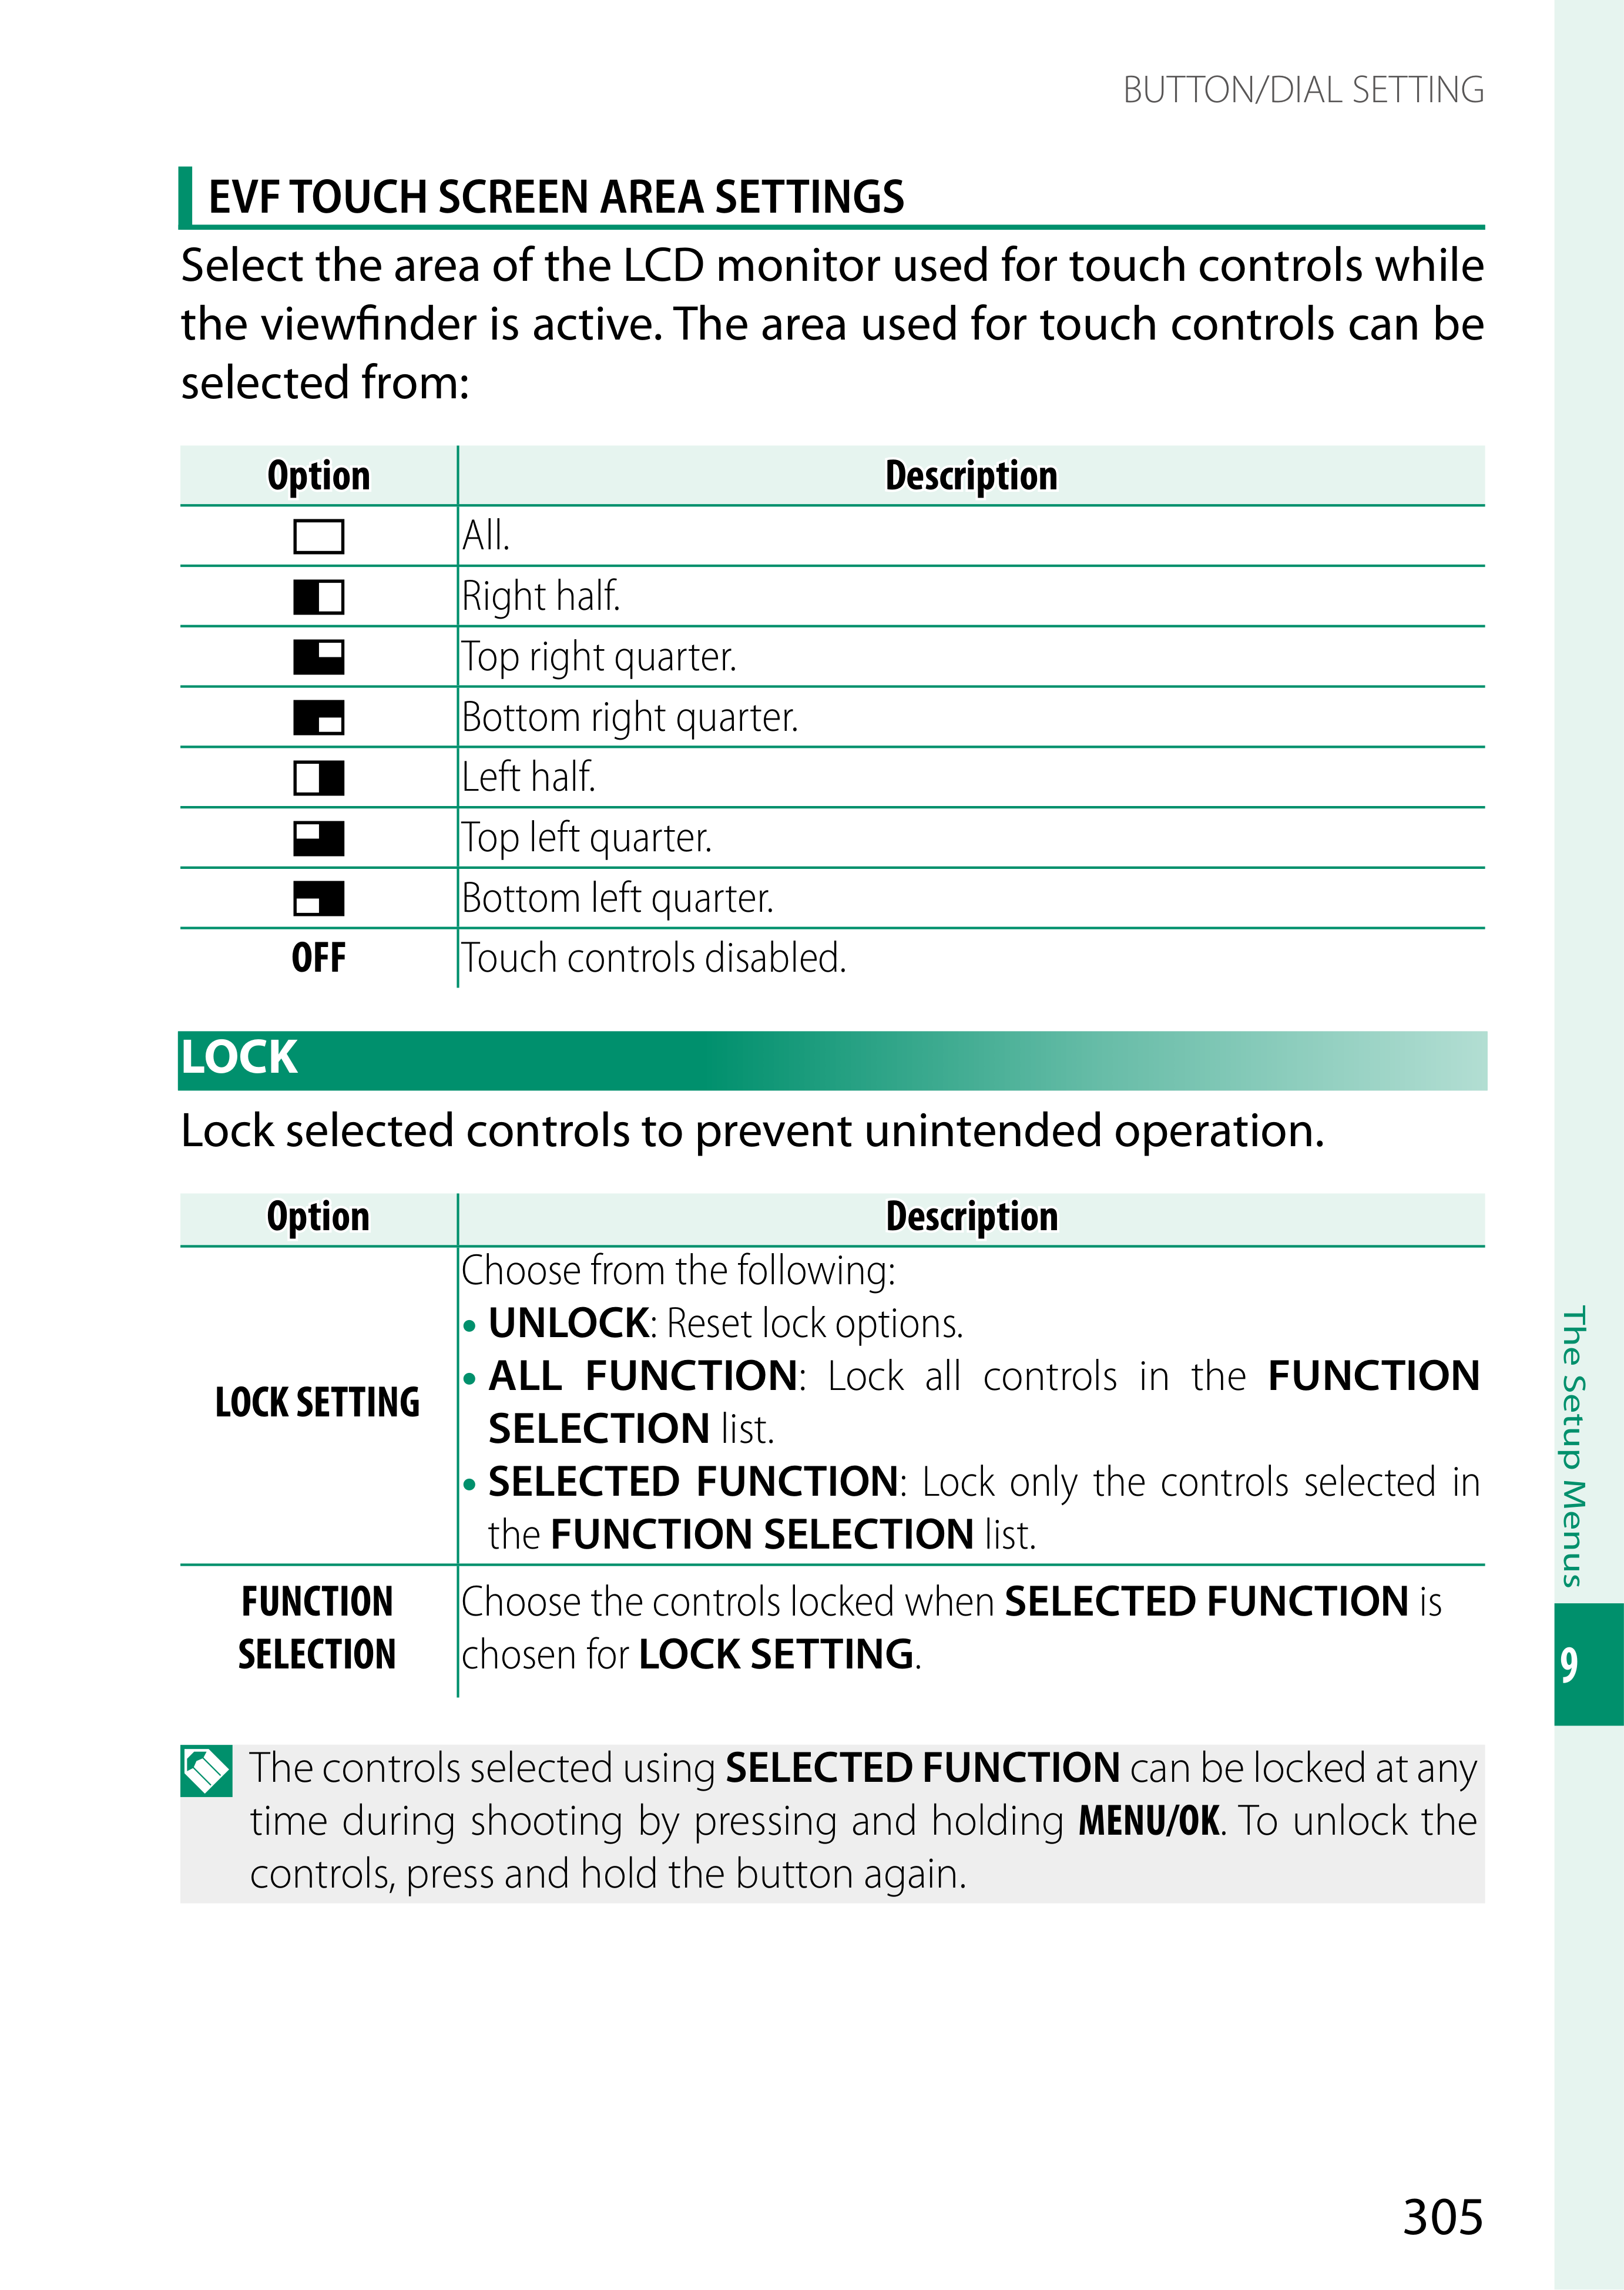 BUTTON/DIAL SETTING
EVF TOUCH SCREEN AREA SETTINGS
Select the area of the LCD monitor used for touch controls while
the viewfinder is active. The area used for touch controls can be
selected from:
Option Description
All.
Right half.
Top right quarter.
Bottom right quarter.
Left half.
Top left quarter.
Bottom left quarter.
OFF Touch controls disabled.
LOCK
Lock selected controls to prevent unintended operation.
Option Description
LOCK SETTING
Choose from the following:
• UNLOCK: Reset lock options.
• ALL FUNCTION: Lock all controls in the FUNCTION
SELECTION list.
• SELECTED FUNCTION: Lock only the controls selected in
the FUNCTION SELECTION list.
FUNCTION
SELECTION
Choose the controls locked when SELECTED FUNCTION is
chosen for LOCK SETTING.
The controls selected using SELECTED FUNCTION can be locked at any
time during shooting by pressing and holding MENU/OK. To unlock the
controls, press and hold the button again.
The Setup Menus
9
305